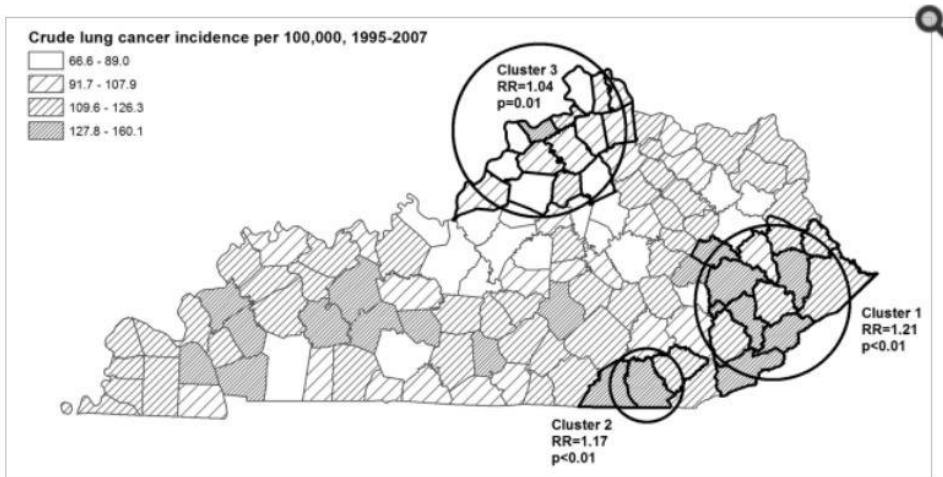 Crude lung cancer incidence per 100,000, 1995-2007
66.6 - 89.0
91.7 - 107.9
109.6 - 126.3
127.8 - 160.1
Cluster 3
RR=1.04
p=0.01
Cluster 1
RR=1.21
p<0.01
Cluster 2
RR=1.17
p<0.01